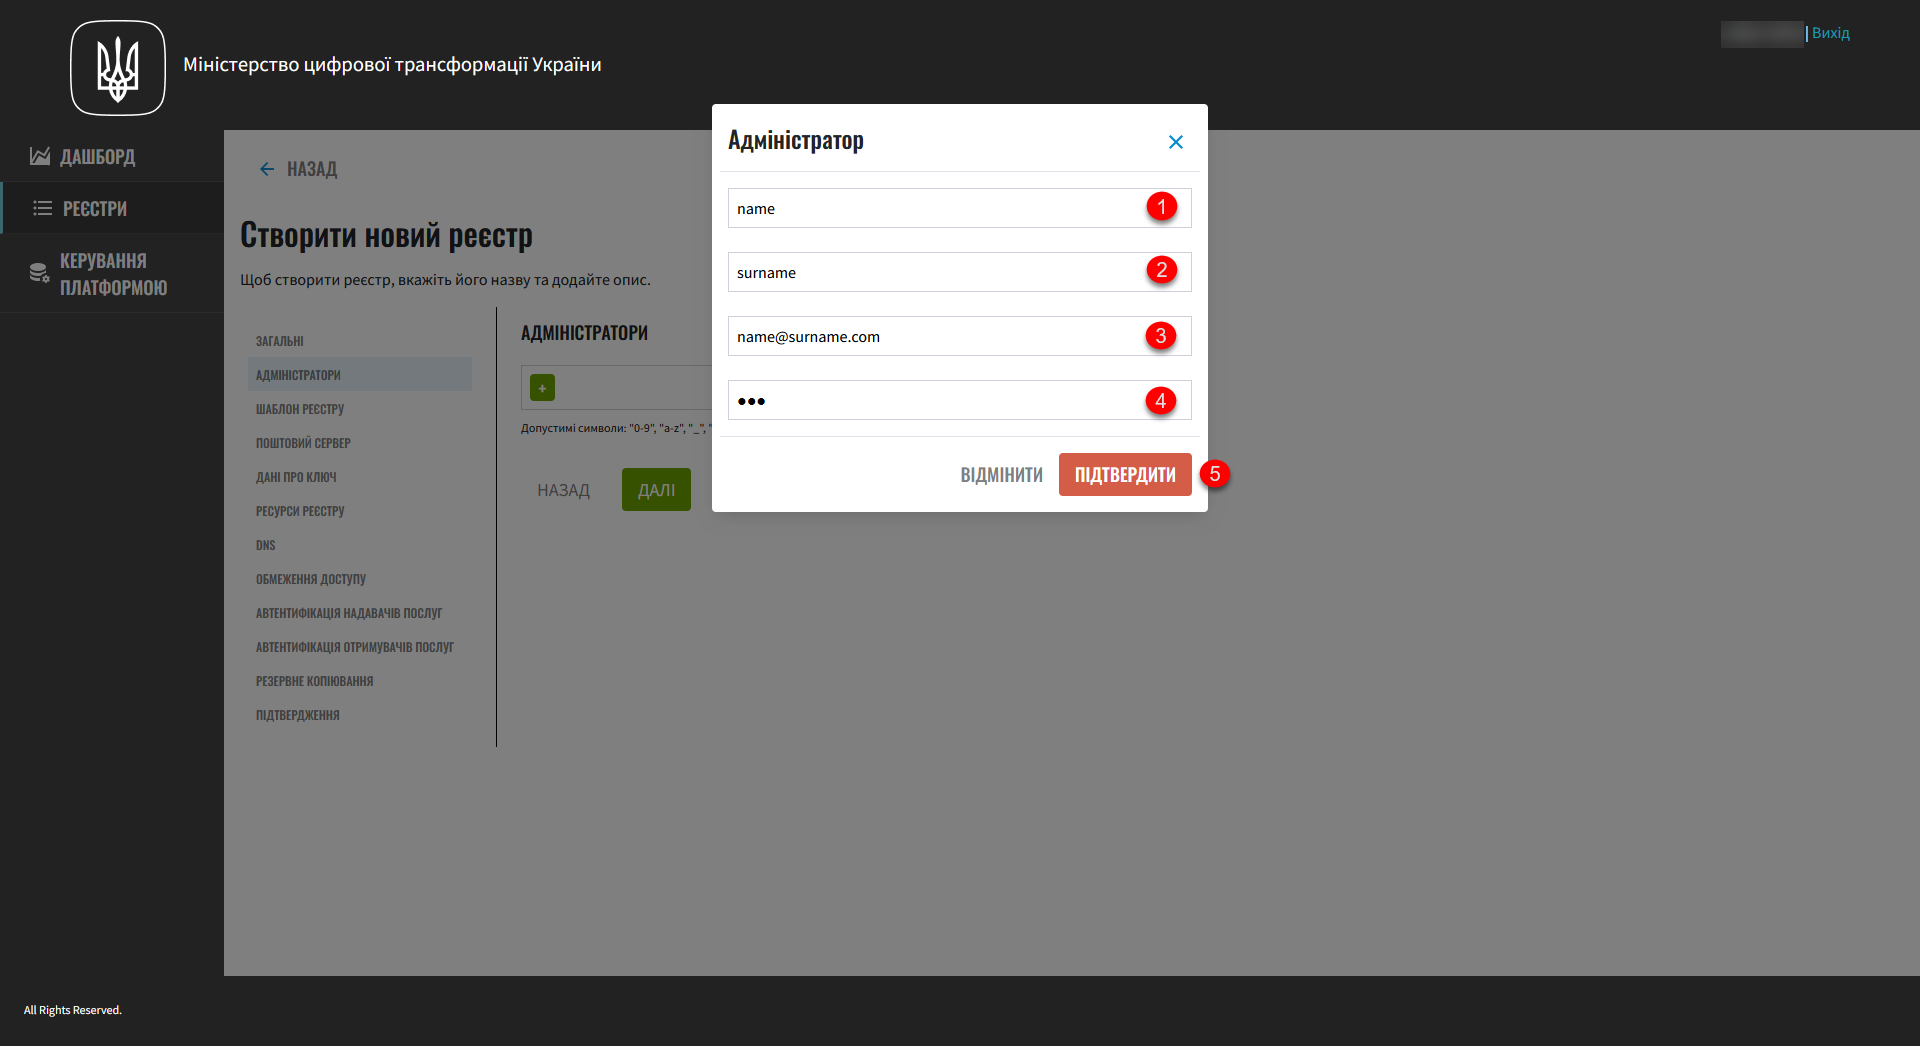 Міністерство цифрової трансформації України
| Вихід
ДАШБОРД
РЕЄСТРИ
КЕРУВАННЯ
ПЛАТФОРМОЮ
НАЗАД
Створити новий реєстр
Щоб створити реєстр, вкажіть його назву та додайте опис.
ЗАГАЛЬНІ
АДМІНІСТРАТОРИ
ШАБЛОН РЕЄСТРУ
ПОШТОВИЙ СЕРВЕР
ДАНІ ПРО КЛЮЧ
РЕСУРСИ РЕЄСТРУ
DNS
ОБМЕЖЕННЯ ДОСТУПУ
АВТЕНТИФІКАЦІЯ НАДАВАЧІВ ПОСЛУГ
АВТЕНТИФІКАЦІЯ ОТРИМУВАЧІВ ПОСЛУГ
РЕЗЕРВНЕ КОПІЮВАННЯ
ПІДТВЕРДЖЕННЯ
АДМІНІСТРАТОРИ
+
Допустимі символи: "0-9", "a-z", "_", "
НАЗАД
ДАЛІ
Адміністратор
name 1
surname 2
name@surname.com 3
●●● 4
ВІДМІНИТИ
ПІДТВЕРДИТИ 5
All Rights Reserved.